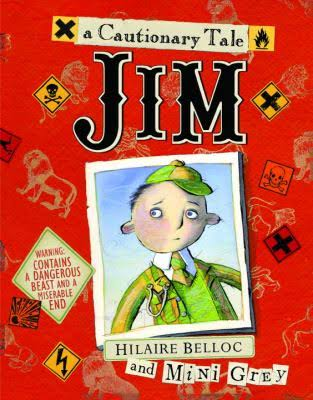 a Cautionary Tale
JIM
WARNING:
CONTAINS
A DANGEROUS
BEAST AND A
MISERABLE
END
HILAIRE BELLOC
and MINI GREY